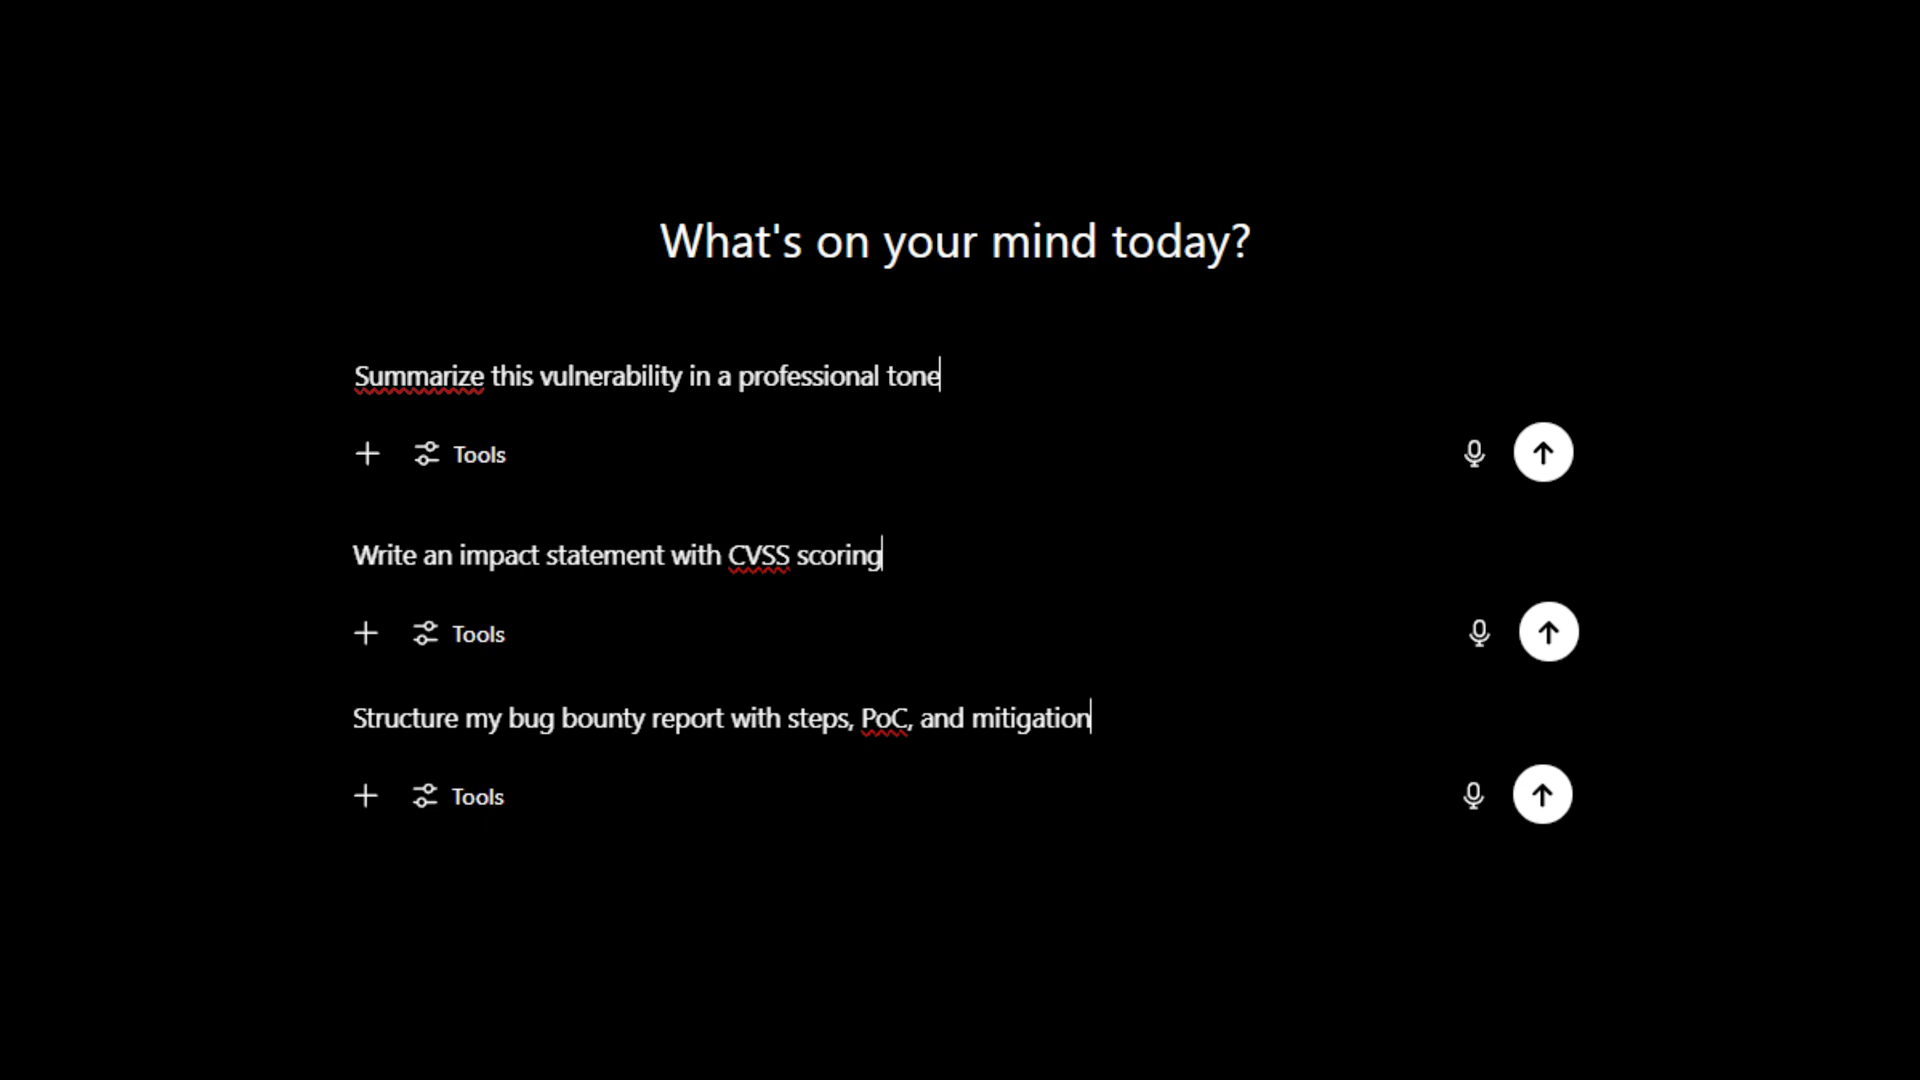 What's on your mind today?
Summarize this vulnerability in a professional tone
Tools
Write an impact statement with CVSS scoring
Tools
Structure my bug bounty report with steps, PoC, and mitigation
Tools